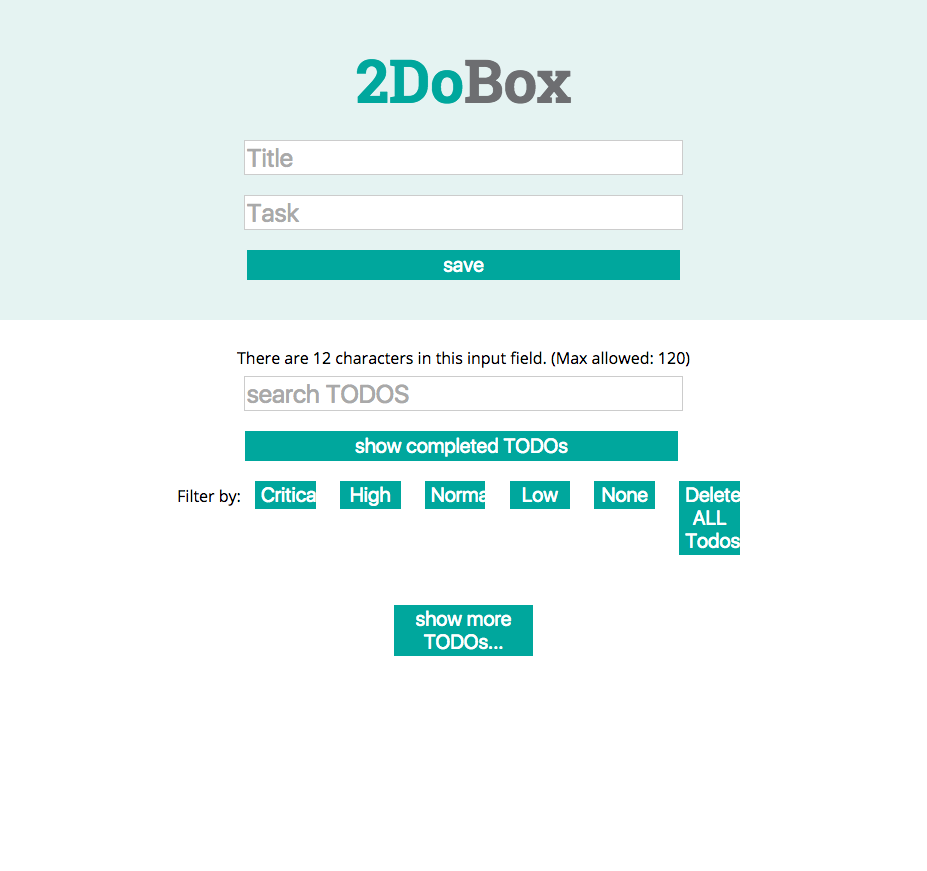 2DoBox
Title
Task
save
There are 12 characters in this input field. (Max allowed: 120)
search TODOS
show completed TODOs
Filter by: Critica High Norma Low None Delete
ALL
Todos
show more
TODOs...